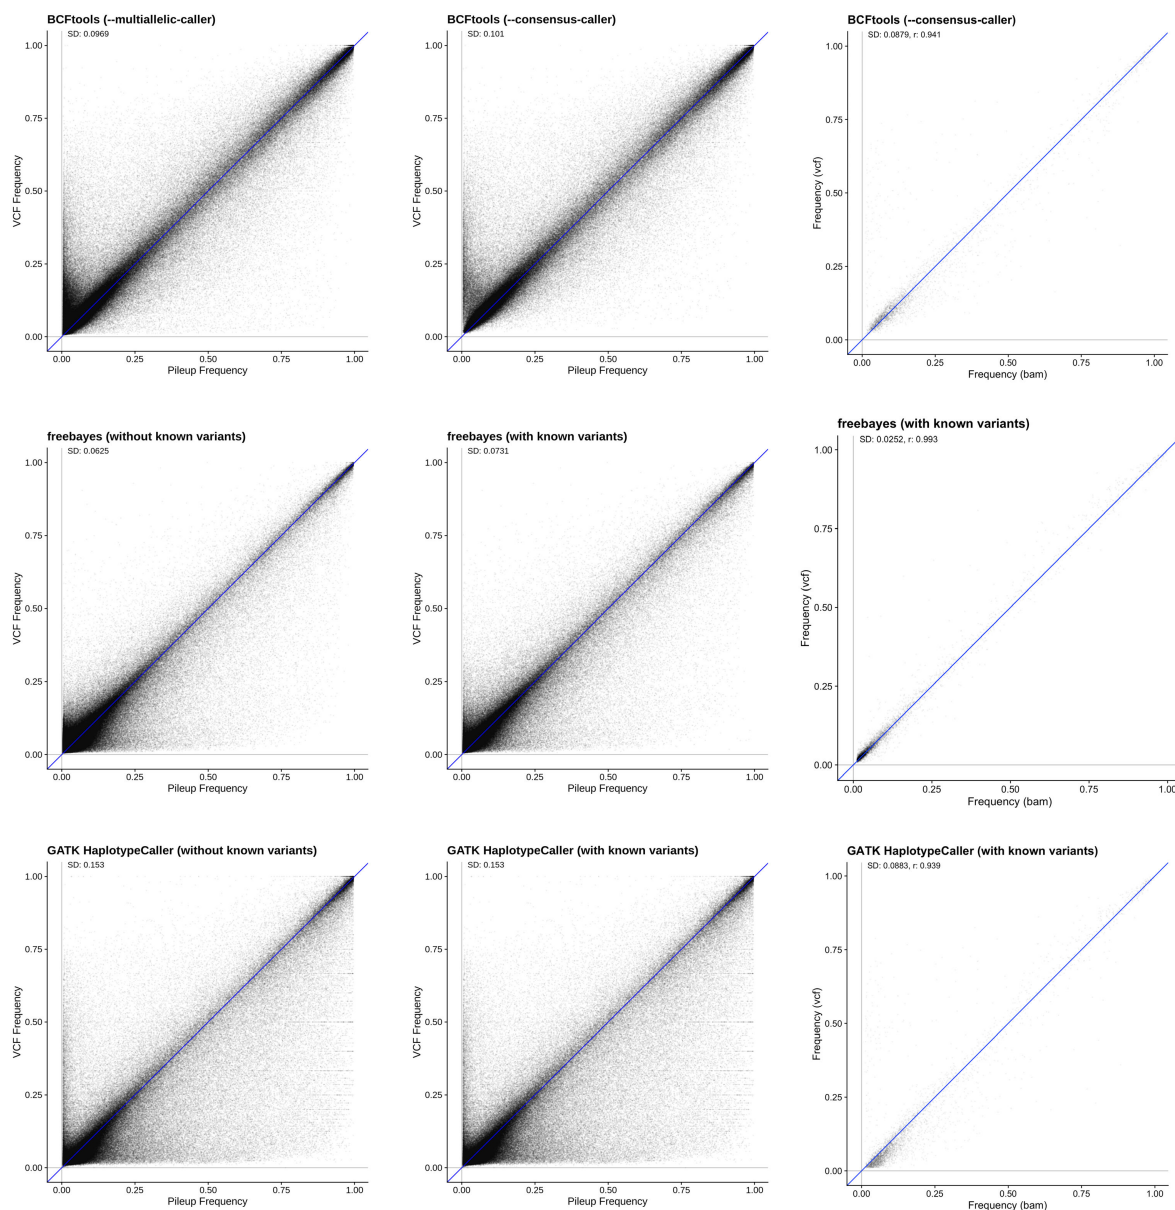 BCFtools (--multiallelic-caller)
SD: 0.0969
1.00
0.75
0.50
0.25
0.00
VCF Frequency
0.00 0.25 0.50 0.75 1.00
Pileup Frequency
BCFtools (--consensus-caller)
SD: 0.101
1.00
0.75
0.50
0.25
0.00
VCF Frequency
0.00 0.25 0.50 0.75 1.00
Pileup Frequency
BCFtools (--consensus-caller)
SD: 0.0879, r: 0.941
1.00
0.75
0.50
0.25
0.00
Frequency (vcf)
0.00 0.25 0.50 0.75 1.00
Frequency (bam)
freebayes (without known variants)
SD: 0.0625
1.00
0.75
0.50
0.25
0.00
VCF Frequency
0.00 0.25 0.50 0.75 1.00
Pileup Frequency
freebayes (with known variants)
SD: 0.0731
1.00
0.75
0.50
0.25
0.00
VCF Frequency
0.00 0.25 0.50 0.75 1.00
Pileup Frequency
freebayes (with known variants)
SD: 0.0252, r: 0.993
1.00
0.75
0.50
0.25
0.00
Frequency (vcf)
0.00 0.25 0.50 0.75 1.00
Frequency (bam)
GATK HaplotypeCaller (without known variants)
SD: 0.153
1.00
0.75
0.50
0.25
0.00
VCF Frequency
0.00 0.25 0.50 0.75 1.00
Pileup Frequency
GATK HaplotypeCaller (with known variants)
SD: 0.153
1.00
0.75
0.50
0.25
0.00
VCF Frequency
0.00 0.25 0.50 0.75 1.00
Pileup Frequency
GATK HaplotypeCaller (with known variants)
SD: 0.0883, r: 0.939
1.00
0.75
0.50
0.25
0.00
Frequency (vcf)
0.00 0.25 0.50 0.75 1.00
Frequency (bam)